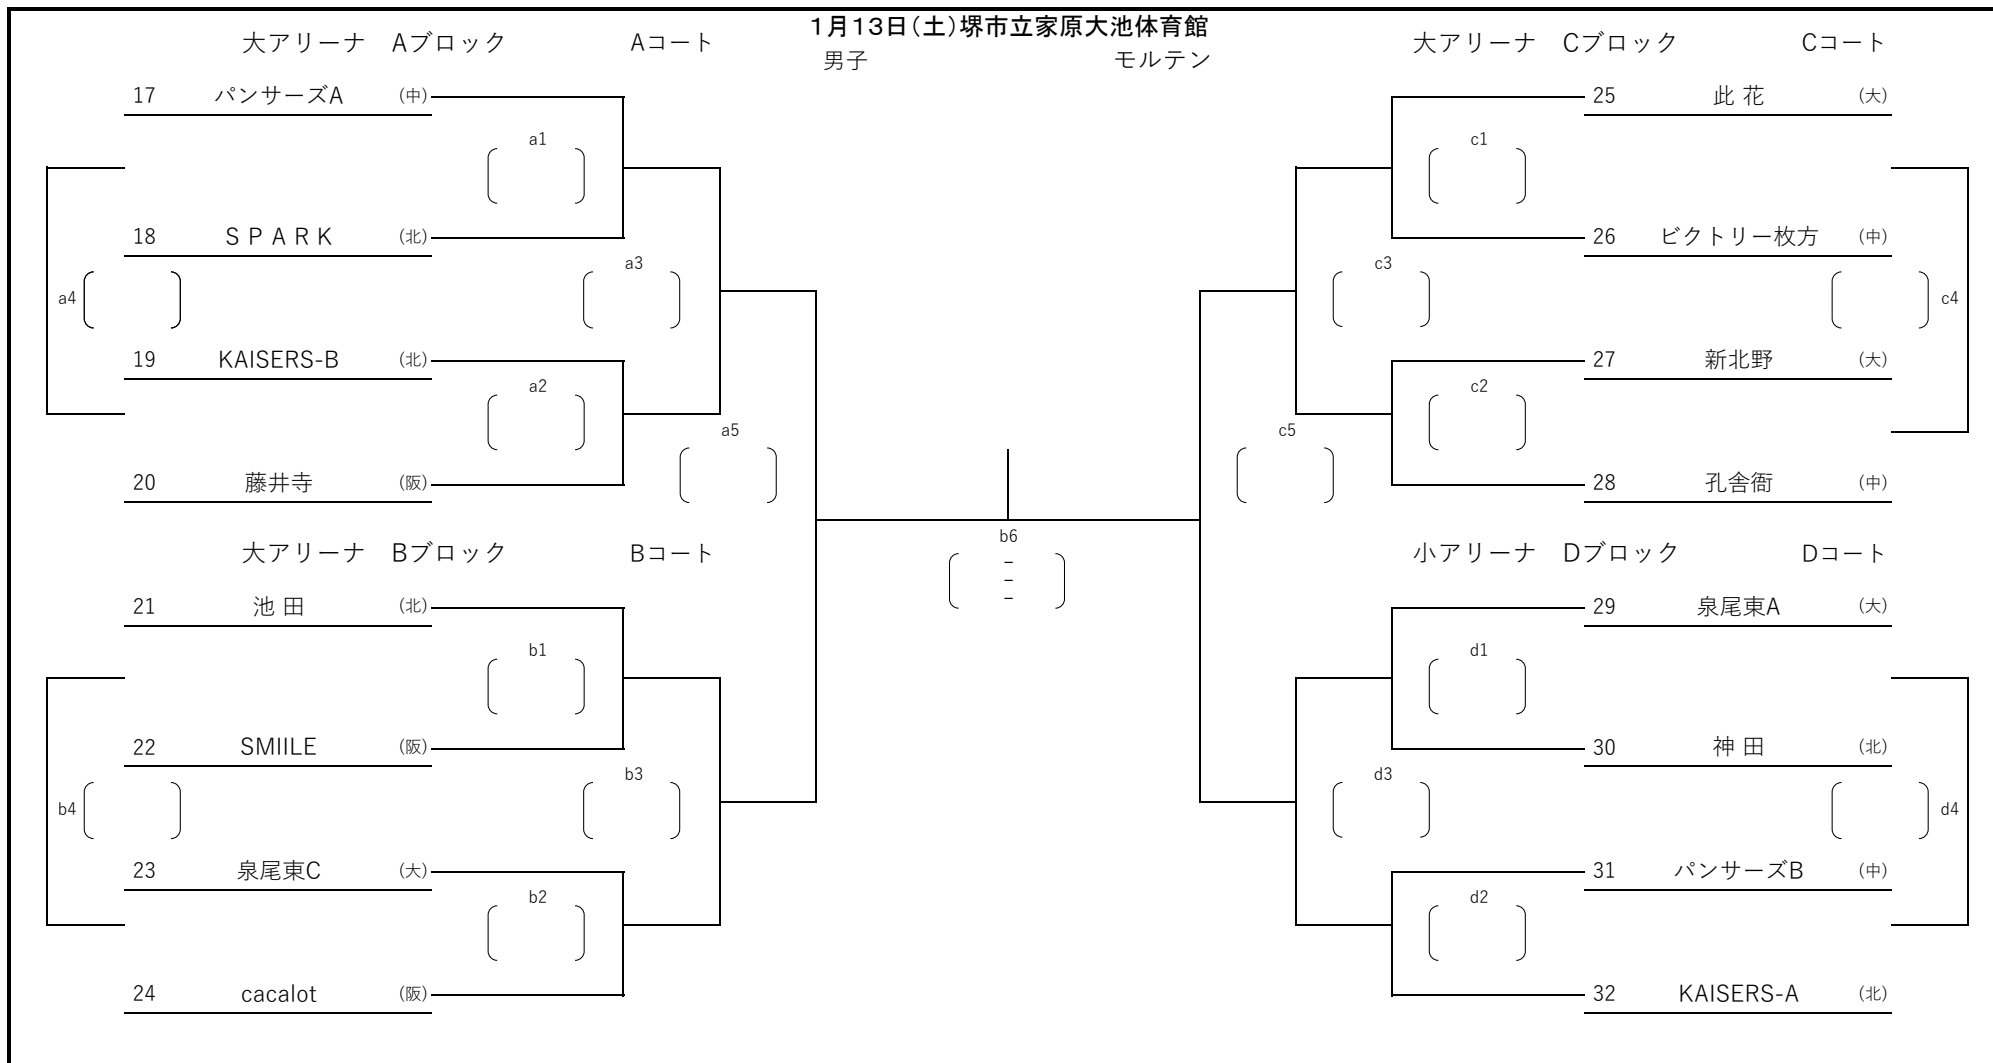 1月13日(土)堺市立家原大池体育館
男子 モルテン
大アリーナ Aブロック Aコート
17 パンサーズA (中)
a1
18 ＳＰＡＲＫ (北)
a3
a4
19 KAISERS-B (北)
a2
20 藤井寺 (阪)
a5
大アリーナ Bブロック Bコート
21 池 田 (北)
b1
22 SMIILE (阪)
b3
b4
23 泉尾東C (大)
b2
24 cacalot (阪)
b6
－
－
－
大アリーナ Cブロック Cコート
25 此 花 (大)
c1
26 ビクトリー枚方 (中)
c3
c4
27 新北野 (大)
c2
28 孔舎衙 (中)
c5
小アリーナ Dブロック Dコート
29 泉尾東A (大)
d1
30 神 田 (北)
d3
d4
31 パンサーズB (中)
d2
32 KAISERS-A (北)